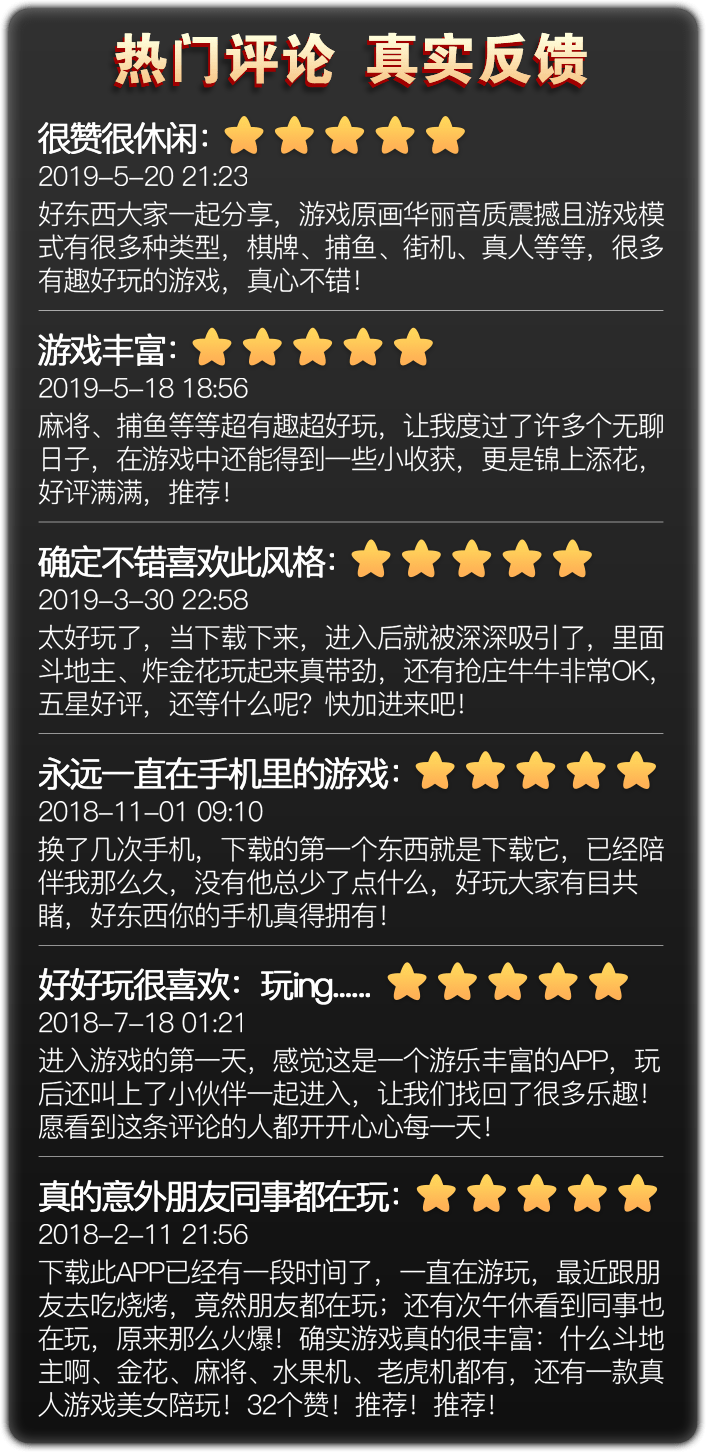 热门评论 真实反馈
很赞很休闲：
2019-5-20 21:23
好东西大家一起分享，游戏原画华丽音质震撼且游戏模
式有很多种类型，棋牌、捕鱼、街机、真人等等，很多
有趣好玩的游戏，真心不错！
游戏丰富：
2019-5-18 18:56
麻将、捕鱼等等超有趣超好玩，让我度过了许多个无聊
日子，在游戏中还能得到一些小收获，更是锦上添花，
好评满满，推荐！
确定不错喜欢此风格：
2019-3-30 22:58
太好玩了，当下载下来，进入后就被深深吸引了，里面
斗地主、炸金花玩起来真带劲，还有抢庄牛牛非常OK，
五星好评，还等什么呢？快加进来吧！
永远一直在手机里的游戏：
2018-11-01 09:10
换了几次手机，下载的第一个东西就是下载它，已经陪
伴我那么久，没有他总少了点什么，好玩大家有目共
睹，好东西你的手机真得拥有！
好好玩很喜欢：玩ing......
2018-7-18 01:21
进入游戏的第一天，感觉这是一个游乐丰富的APP，玩
后还叫上了小伙伴一起进入，让我们找回了很多乐趣！
愿看到这条评论的人都开开心心每一天！
真的意外朋友同事都在玩：
2018-2-11 21:56
下载此APP已经有一段时间了，一直在游玩，最近跟朋
友去吃烧烤，竟然朋友都在玩；还有次午休看到同事也
在玩，原来那么火爆！确实游戏真的很丰富：什么斗地
主啊、金花、麻将、水果机、老虎机都有，还有一款真
人游戏美女陪玩！32个赞！推荐！推荐！